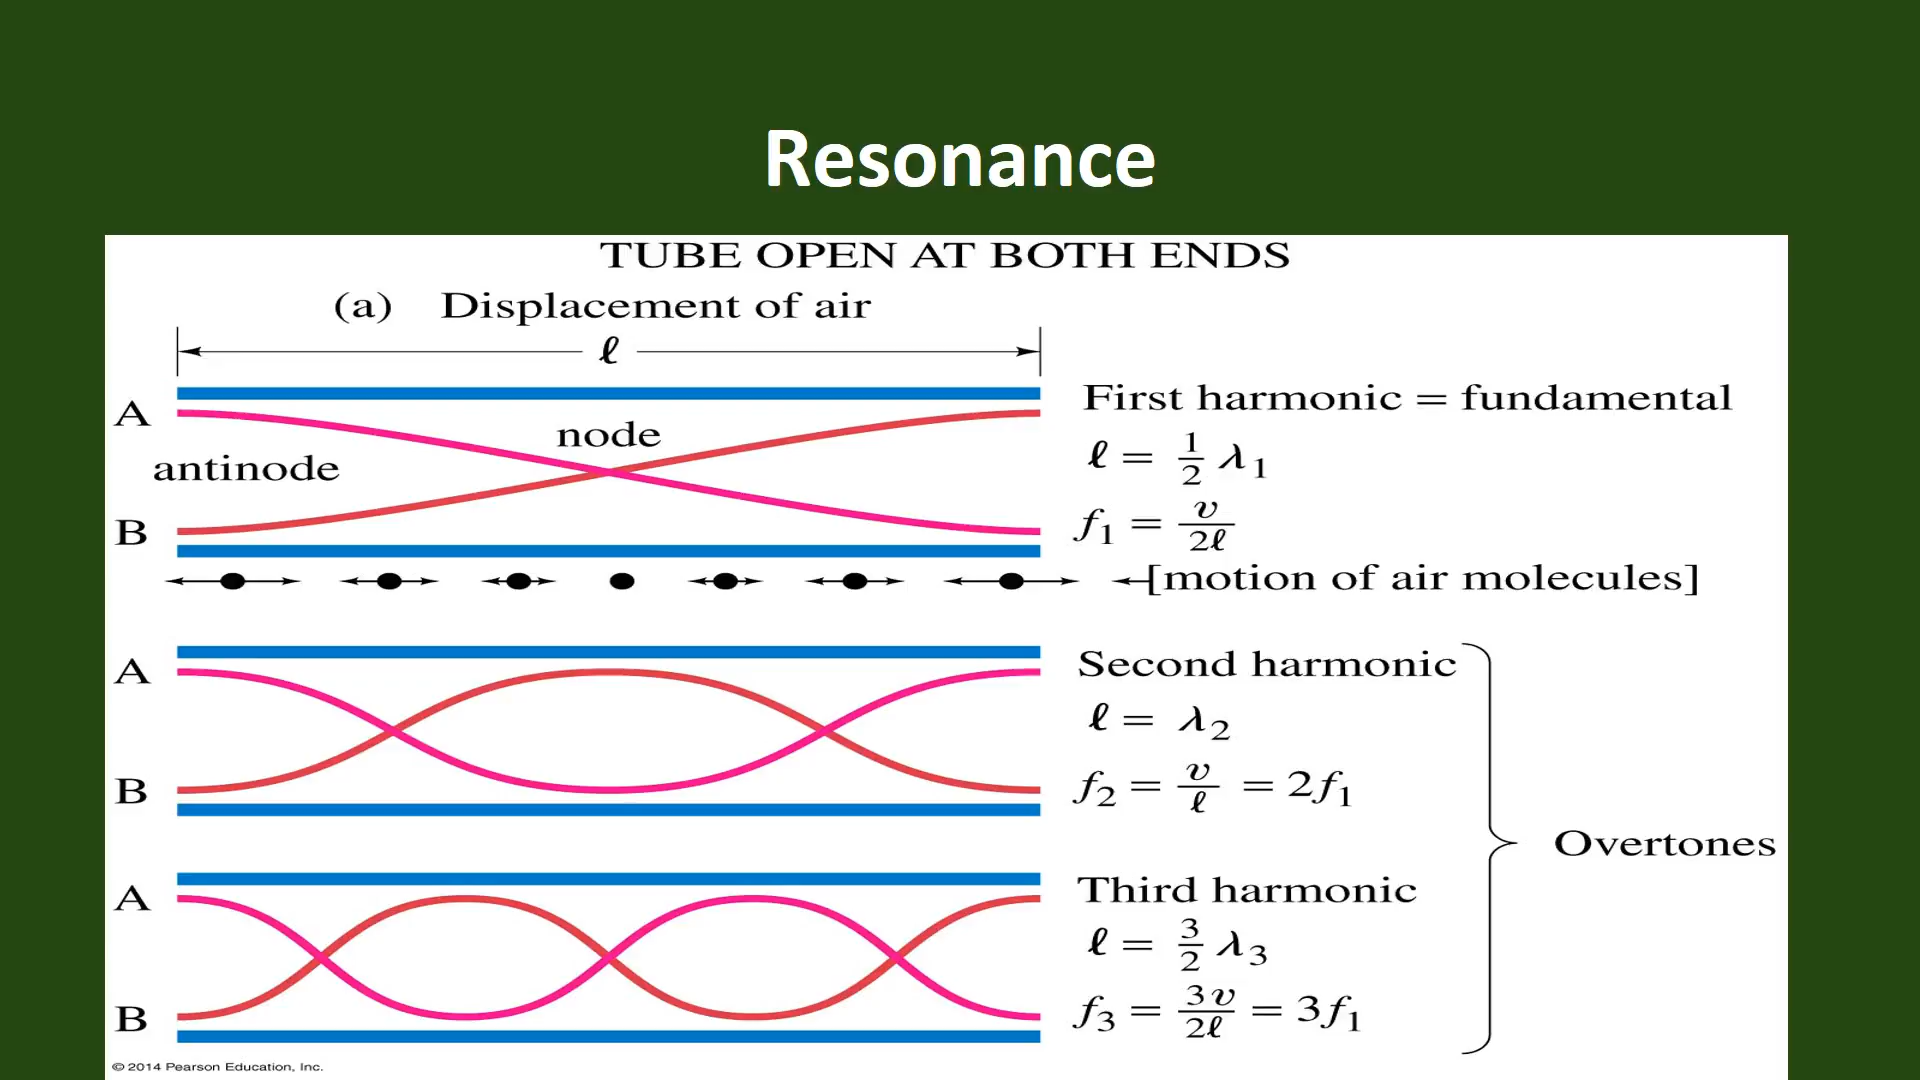 Resonance
TUBE OPEN AT BOTH ENDS
(a) Displacement of air
ℓ
A
node
antinode
B
First harmonic = fundamental
ℓ = 1/2 λ₁
f₁ = v/2ℓ
[motion of air molecules]
A
B
Second harmonic
ℓ = λ₂
f₂ = v/ℓ = 2f₁
Overtones
A
B
Third harmonic
ℓ = 3/2 λ₃
f₃ = 3v/2ℓ = 3f₁
© 2014 Pearson Education, Inc.